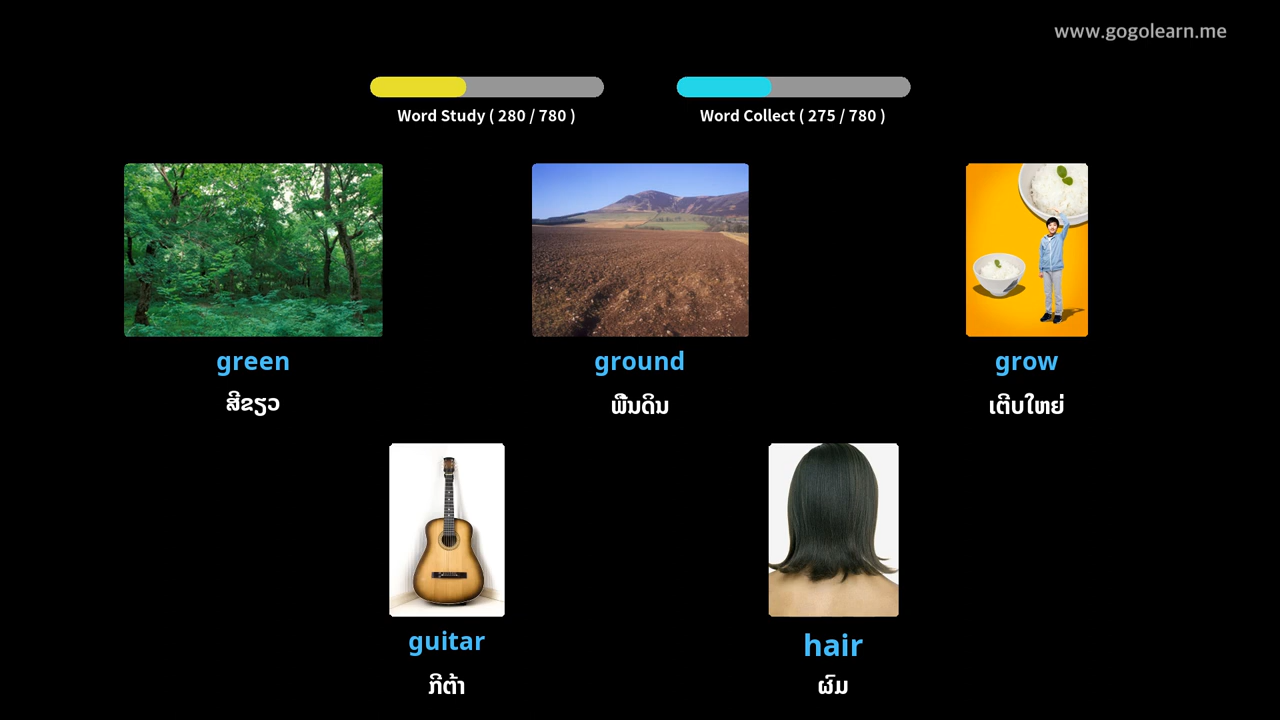 www.gogolearn.me
Word Study ( 280 / 780 )
Word Collect ( 275 / 780 )
green
ground
grow
ສີຂຽວ
ພື້ນດິນ
ເຕີບໃຫຍ່
guitar
hair
ກີຕ້າ
ຜົມ